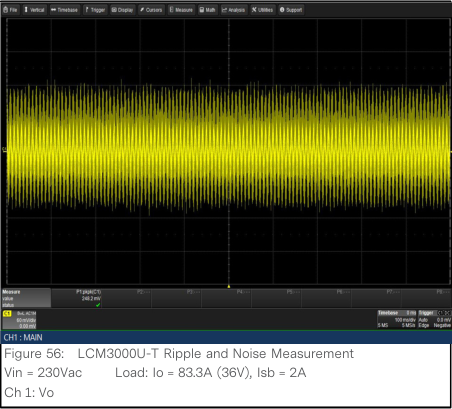 File Vertical Timebase Trigger Display Cursors Measure Math Analysis Utilities Support
C1
Measure P1:pkpk(C1) P2:--- P3:--- P4:--- P5:--- P6:--- P7:--- P8:---
value 248.2 mV
status
C1
60 mV/div
0.00 mV
Timebase 0 ms Trigger
100 ms/div Auto 0.0 mV
5 MS 5 MS/s Edge Negative
CH1 : MAIN
Figure 56: LCM3000U-T Ripple and Noise Measurement
Vin = 230Vac Load: Io = 83.3A (36V), Isb = 2A
Ch 1: Vo